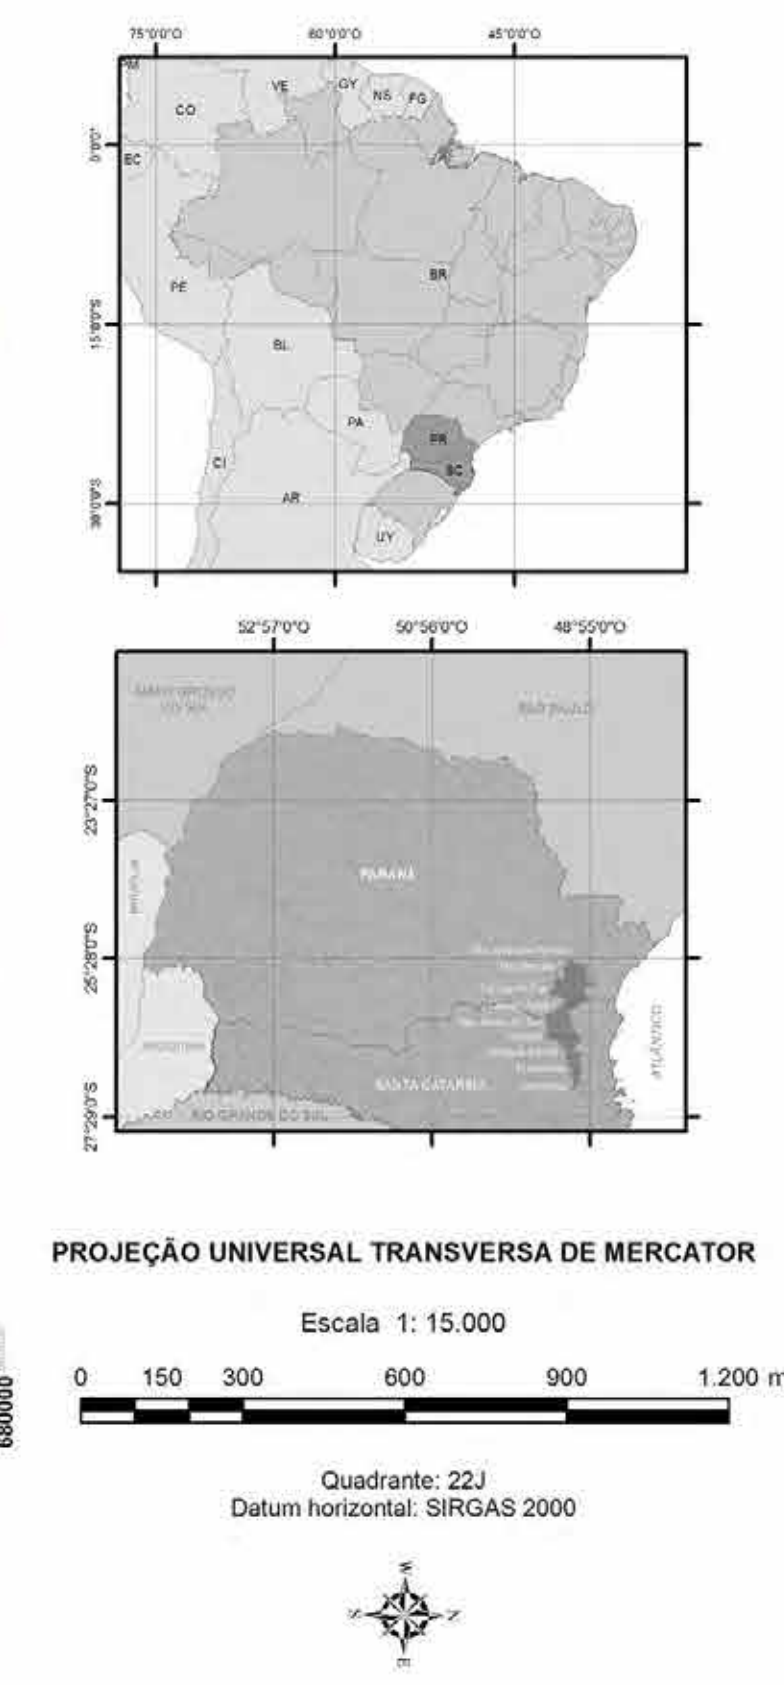 75°0'0"O 60°0'0"O 45°0'0"O
VE
GY
NS
FG
CO
0°0'0"
EC
BR
PE
15°0'0"S
BL
PA
PR
CI
SC
30°0'0"S
AR
UY
52°57'0"O 50°56'0"O 48°55'0"O
SÃO PAULO
23°27'0"S
PARANÁ
25°28'0"S
ATLÂNTICO
SANTA CATARINA
27°29'0"S
RIO GRANDE DO SUL
PROJEÇÃO UNIVERSAL TRANSVERSA DE MERCATOR
Escala 1: 15.000
0 150 300 600 900 1.200 m
680000
Quadrante: 22J
Datum horizontal: SIRGAS 2000
W
S N
E